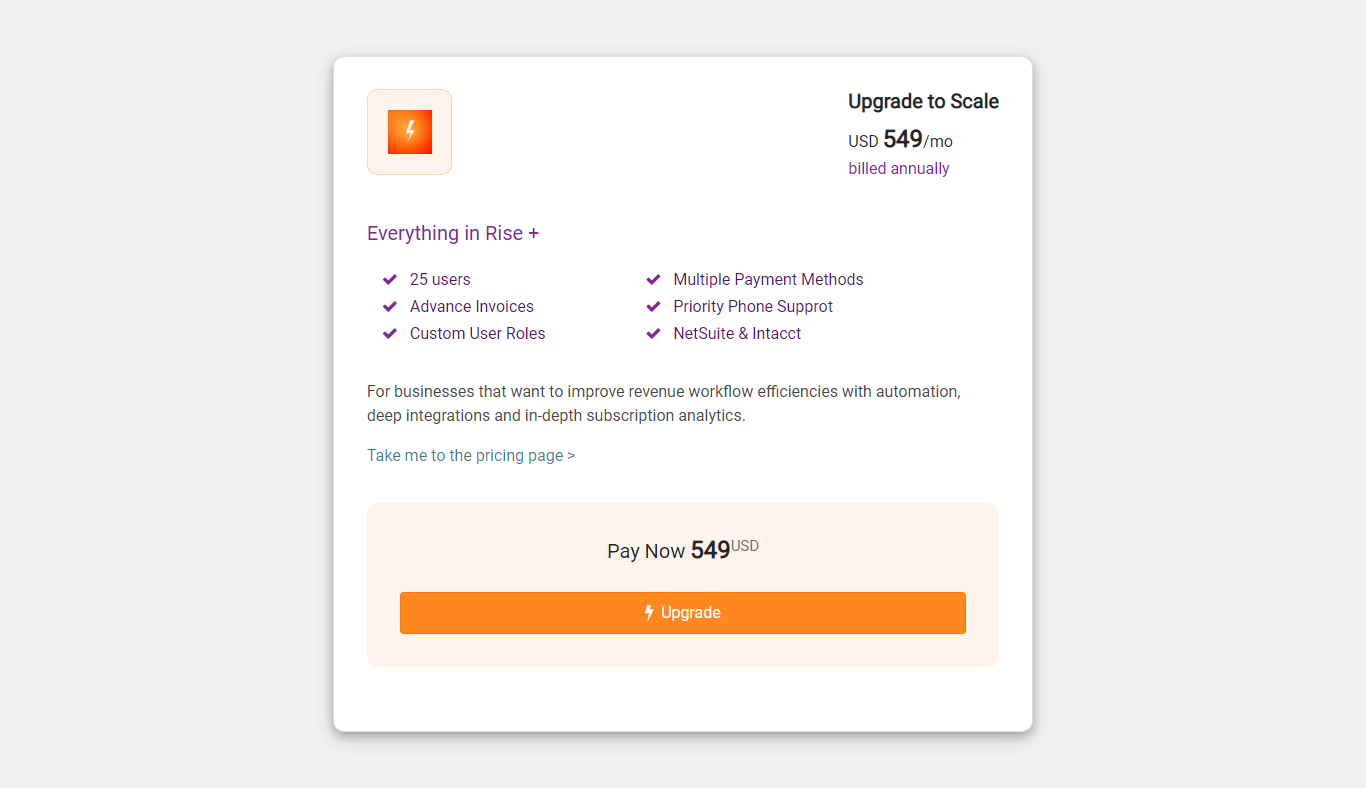 Upgrade to Scale
USD 549/mo
billed annually
Everything in Rise +
25 users
Advance Invoices
Custom User Roles
Multiple Payment Methods
Priority Phone Supprot
NetSuite & Intacct
For businesses that want to improve revenue workflow efficiencies with automation,
deep integrations and in-depth subscription analytics.
Take me to the pricing page >
Pay Now 549USD
Upgrade